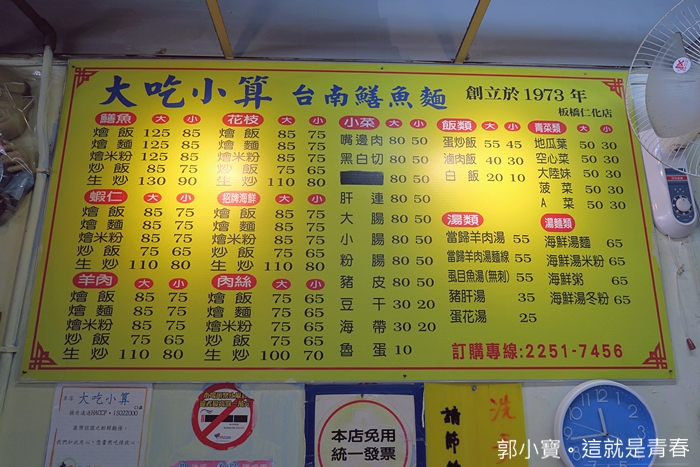 大吃小算 台南鱔魚麵 創立於1973年
板橋仁化店
鱔魚 大 小
燴飯 125 85
燴麵 125 85
燴米粉 125 85
炒飯 85 75
生炒 130 90
蝦仁 大 小
燴飯 85 75
燴麵 85 75
燴米粉 85 75
炒飯 75 65
生炒 110 80
羊肉 大 小
燴飯 85 75
燴麵 85 75
燴米粉 85 75
炒飯 75 65
生炒 110 80
花枝 大 小
燴飯 85 75
燴麵 85 75
燴米粉 85 75
炒飯 75 65
生炒 110 80
招牌海鮮 大 小
燴飯 85 75
燴麵 85 75
燴米粉 85 75
炒飯 75 65
生炒 110 80
肉絲 大 小
燴飯 75 65
燴麵 75 65
燴米粉 75 65
炒飯 75 65
生炒 100 70
小菜 大 小
嘴邊肉 80 50
黑白切 80 50
80 50
肝連 80 50
大腸 80 50
小腸 80 50
粉腸 80 50
豬皮 80 50
豆干 30 20
海帶 30 20
魯蛋 10
飯類 大 小
蛋炒飯 55 45
滷肉飯 40 30
白飯 20 10
湯類
當歸羊肉湯 55
當歸羊肉湯麵線 55
虱目魚湯(無刺) 55
豬肝湯 35
蛋花湯 25
青菜類 大 小
地瓜葉 50 30
空心菜 50 30
大陸妹 50 30
菠菜 50 30
A菜 50 30
湯麵類
海鮮湯麵 65
海鮮湯米粉 65
海鮮粥 65
海鮮湯冬粉 65
訂購專線:2251-7456
大吃小算
本店免用
統一發票
請師
郭小寶。這就是青春